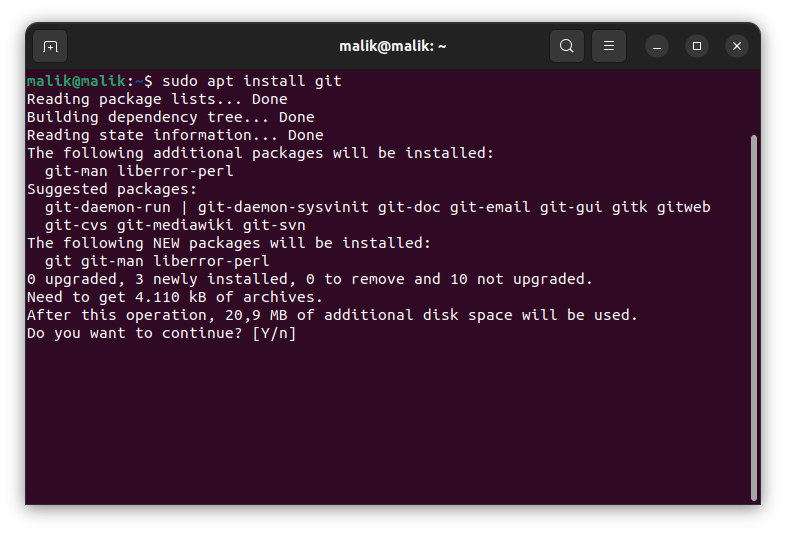 malik@malik: ~
malik@malik:~$ sudo apt install git
Reading package lists... Done
Building dependency tree... Done
Reading state information... Done
The following additional packages will be installed:
  git-man liberror-perl
Suggested packages:
  git-daemon-run | git-daemon-sysvinit git-doc git-email git-gui gitk gitweb
  git-cvs git-mediawiki git-svn
The following NEW packages will be installed:
  git git-man liberror-perl
0 upgraded, 3 newly installed, 0 to remove and 10 not upgraded.
Need to get 4.110 kB of archives.
After this operation, 20,9 MB of additional disk space will be used.
Do you want to continue? [Y/n]